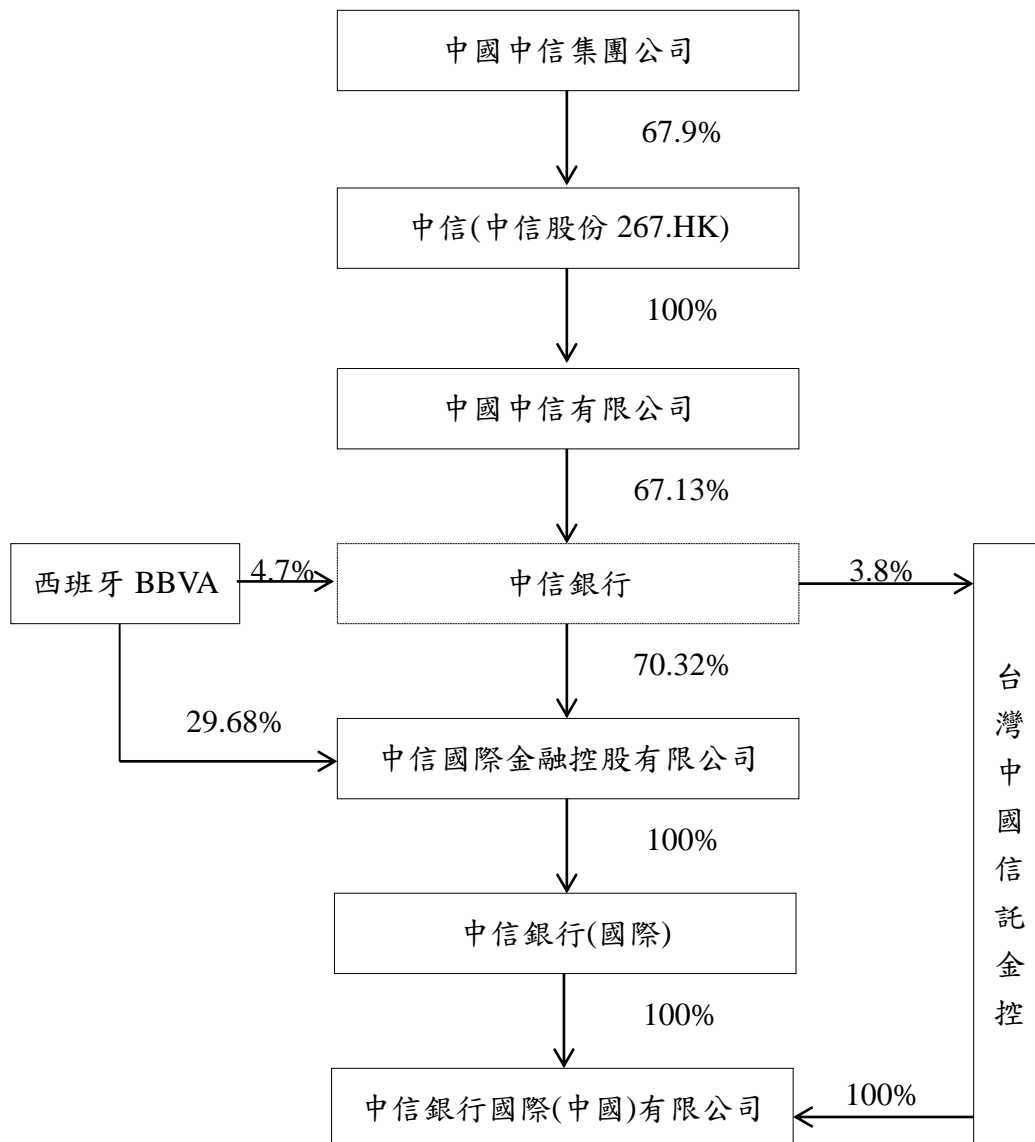 中國中信集團公司
67.9%
中信(中信股份 267.HK)
100%
中國中信有限公司
67.13%
西班牙 BBVA
4.7%
中信銀行
3.8%
70.32%
29.68%
中信國際金融控股有限公司
100%
中信銀行(國際)
100%
中信銀行國際(中國)有限公司
100%
台灣中國信託金控